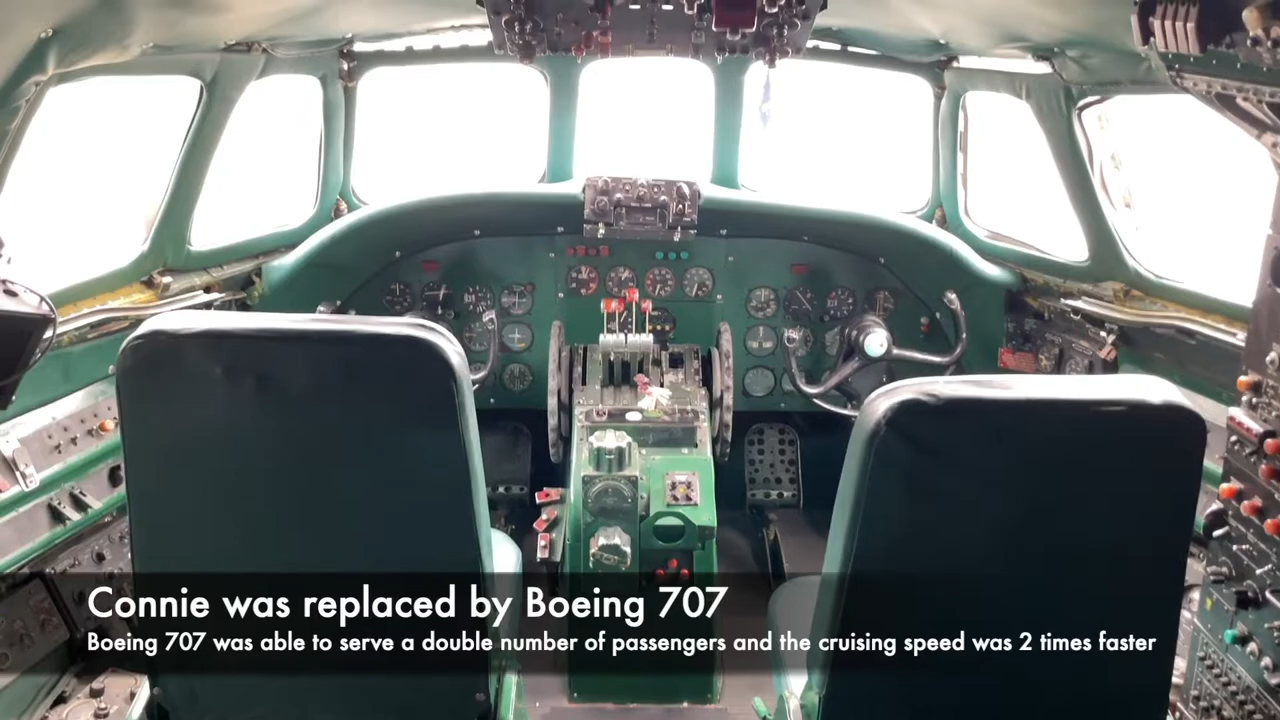 Connie was replaced by Boeing 707
Boeing 707 was able to serve a double number of passengers and the cruising speed was 2 times faster